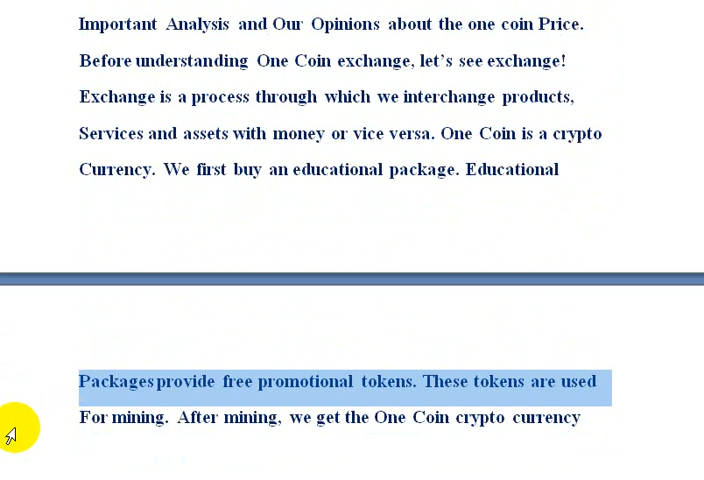 Important Analysis and Our Opinions about the one coin Price.
Before understanding One Coin exchange, let's see exchange!
Exchange is a process through which we interchange products,
Services and assets with money or vice versa. One Coin is a crypto
Currency. We first buy an educational package. Educational
Packages provide free promotional tokens. These tokens are used
For mining. After mining, we get the One Coin crypto currency